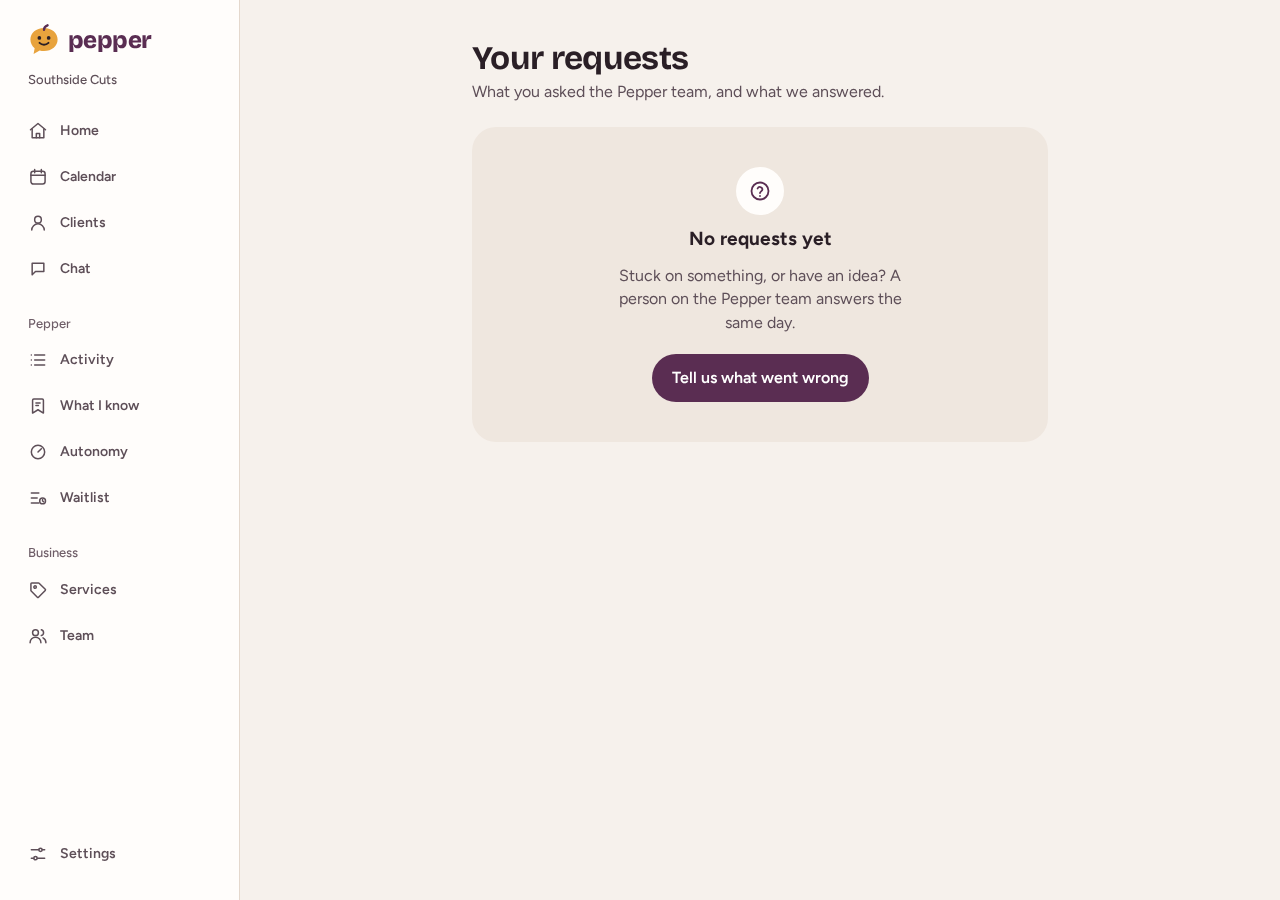 pepper
Southside Cuts
Home
Calendar
Clients
Chat
Pepper
Activity
What I know
Autonomy
Waitlist
Business
Services
Team
Settings
Your requests
What you asked the Pepper team, and what we answered.
No requests yet
Stuck on something, or have an idea? A
person on the Pepper team answers the
same day.
Tell us what went wrong